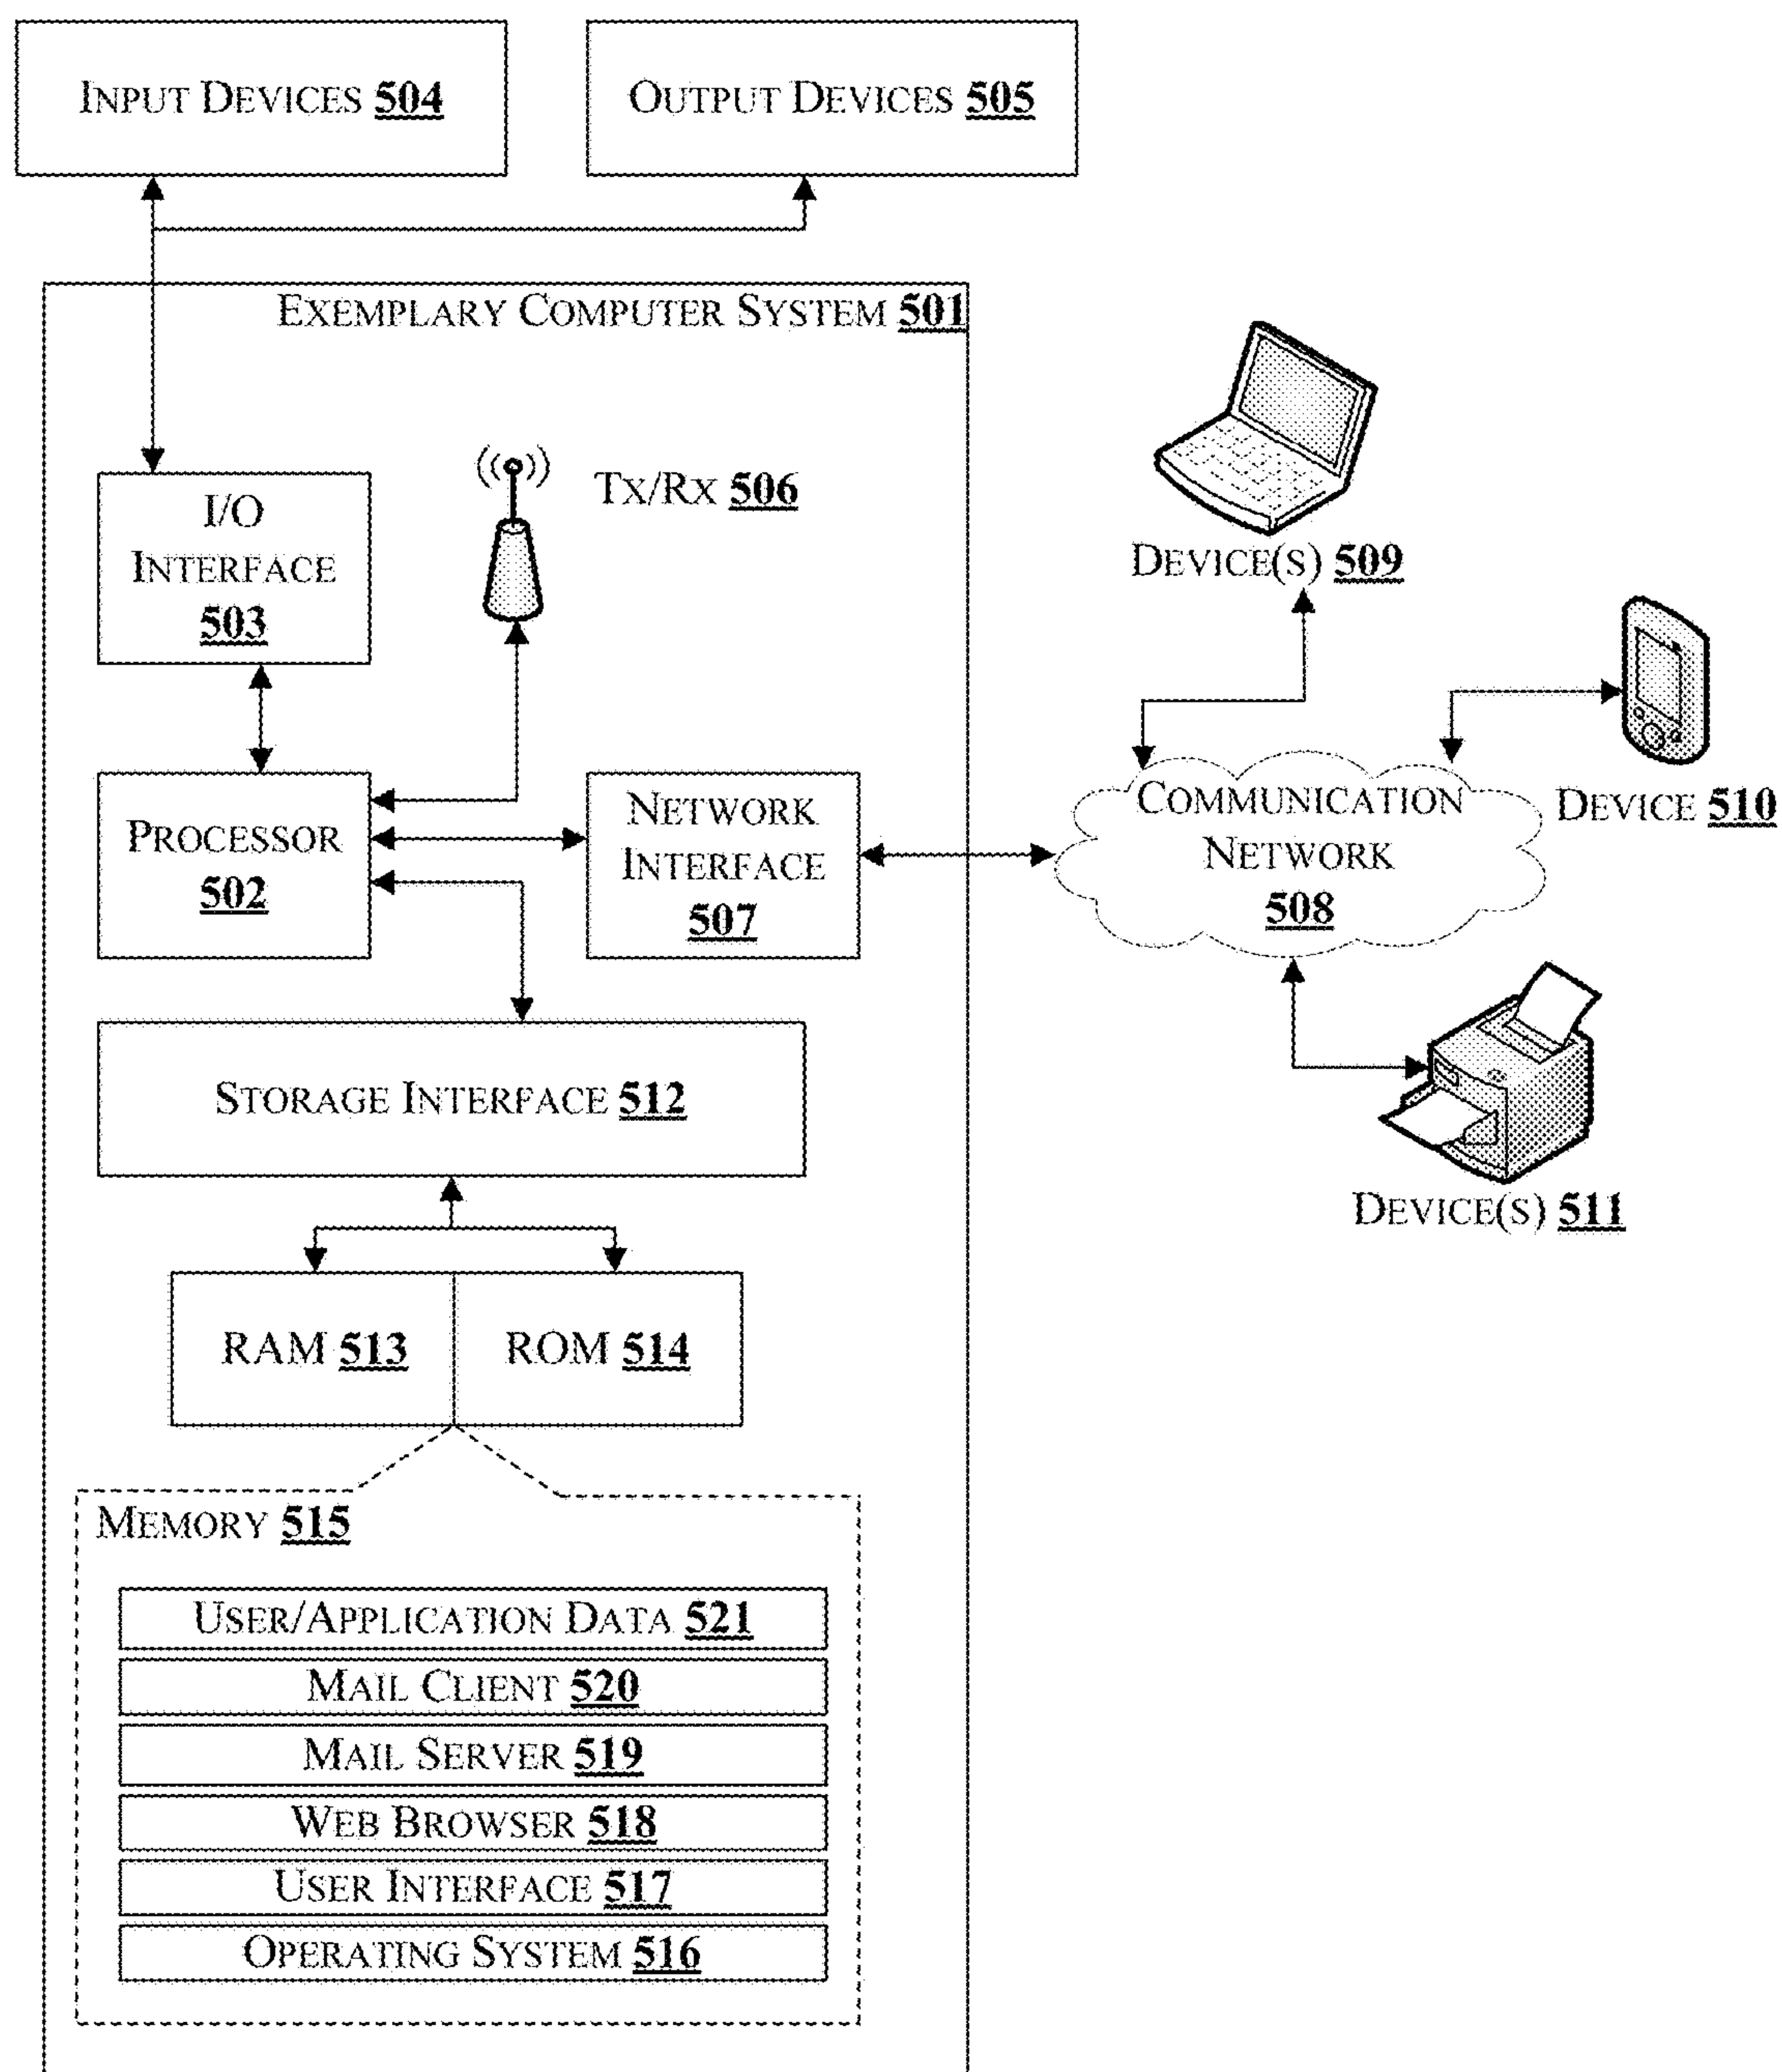 INPUT DEVICES 504
OUTPUT DEVICES 505
EXEMPLARY COMPUTER SYSTEM 501
I/O
INTERFACE
503
TX/RX 506
DEVICE(S) 509
PROCESSOR
502
NETWORK
INTERFACE
507
COMMUNICATION
NETWORK
508
DEVICE 510
STORAGE INTERFACE 512
DEVICE(S) 511
RAM 513
ROM 514
MEMORY 515
USER/APPLICATION DATA 521
MAIL CLIENT 520
MAIL SERVER 519
WEB BROWSER 518
USER INTERFACE 517
OPERATING SYSTEM 516